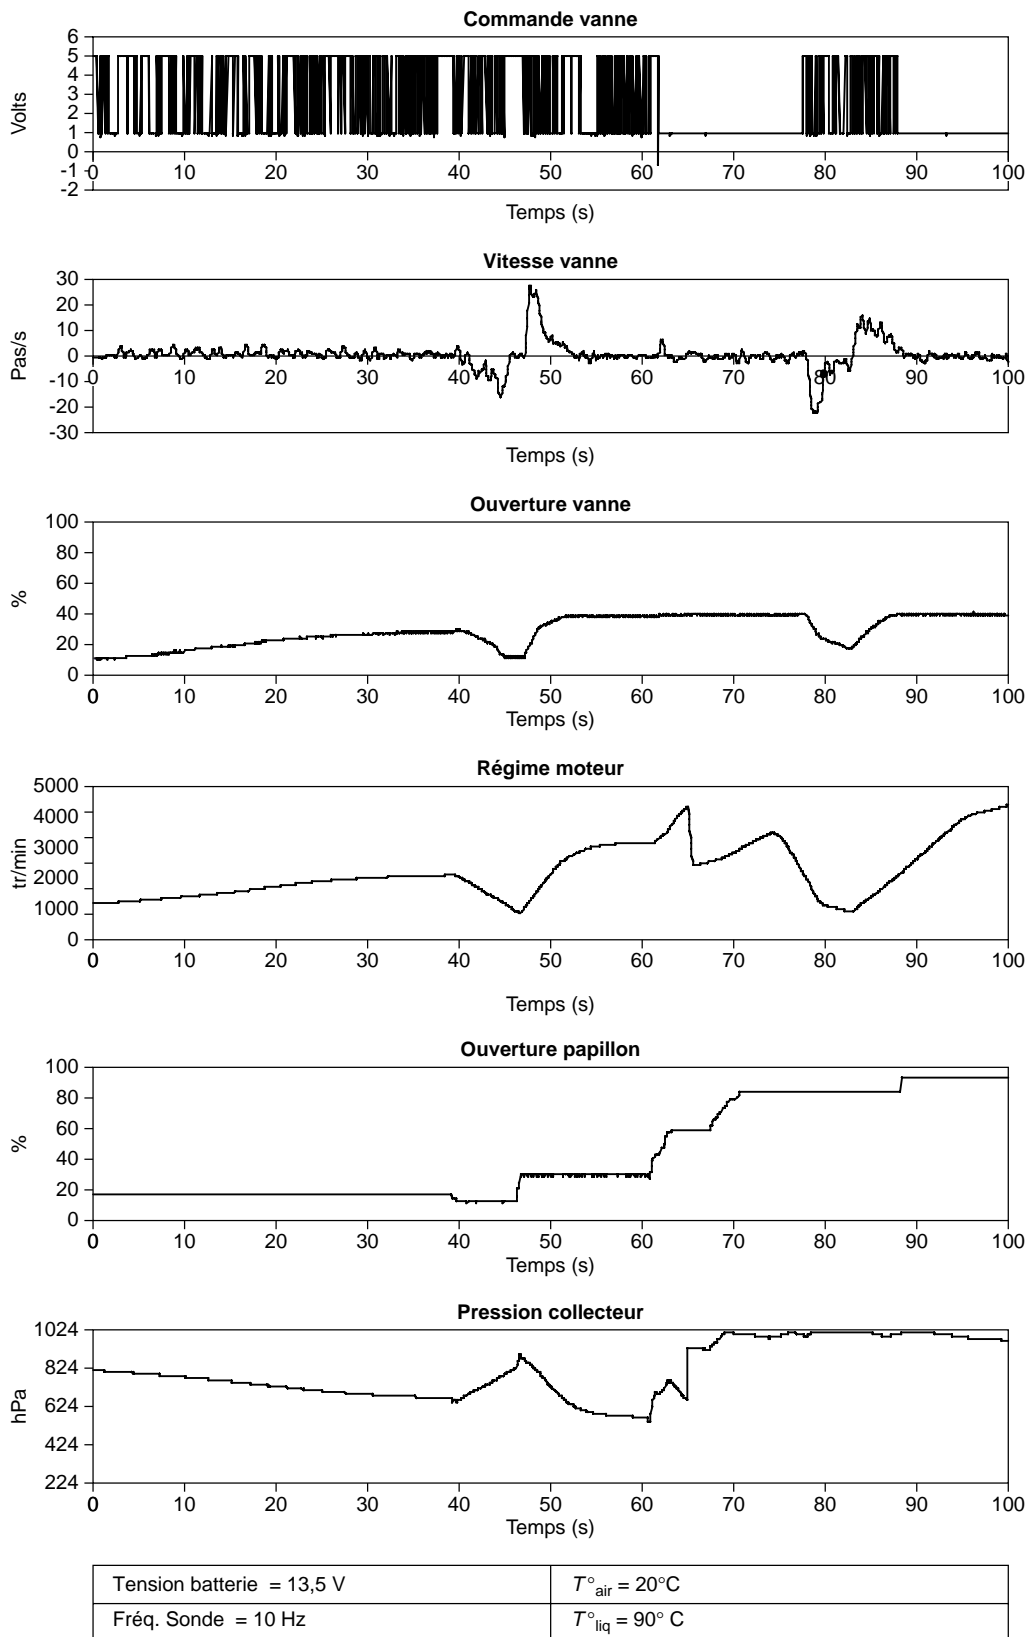 Commande vanne
6
5
4
3
2
1
0
-1
-2
Volts
0 10 20 30 40 50 60 70 80 90 100
Temps (s)
Vitesse vanne
30
20
10
0
-10
-20
-30
Pas/s
0 10 20 30 40 50 60 70 80 90 100
Temps (s)
Ouverture vanne
100
80
60
40
20
0
%
0 10 20 30 40 50 60 70 80 90 100
Temps (s)
Régime moteur
5000
4000
3000
2000
1000
0
tr/min
0 10 20 30 40 50 60 70 80 90 100
Temps (s)
Ouverture papillon
100
80
60
40
20
0
%
0 10 20 30 40 50 60 70 80 90 100
Temps (s)
Pression collecteur
1024
824
624
424
224
hPa
0 10 20 30 40 50 60 70 80 90 100
Temps (s)
Tension batterie = 13,5 V
T°air = 20°C
Fréq. Sonde = 10 Hz
T°liq = 90° C